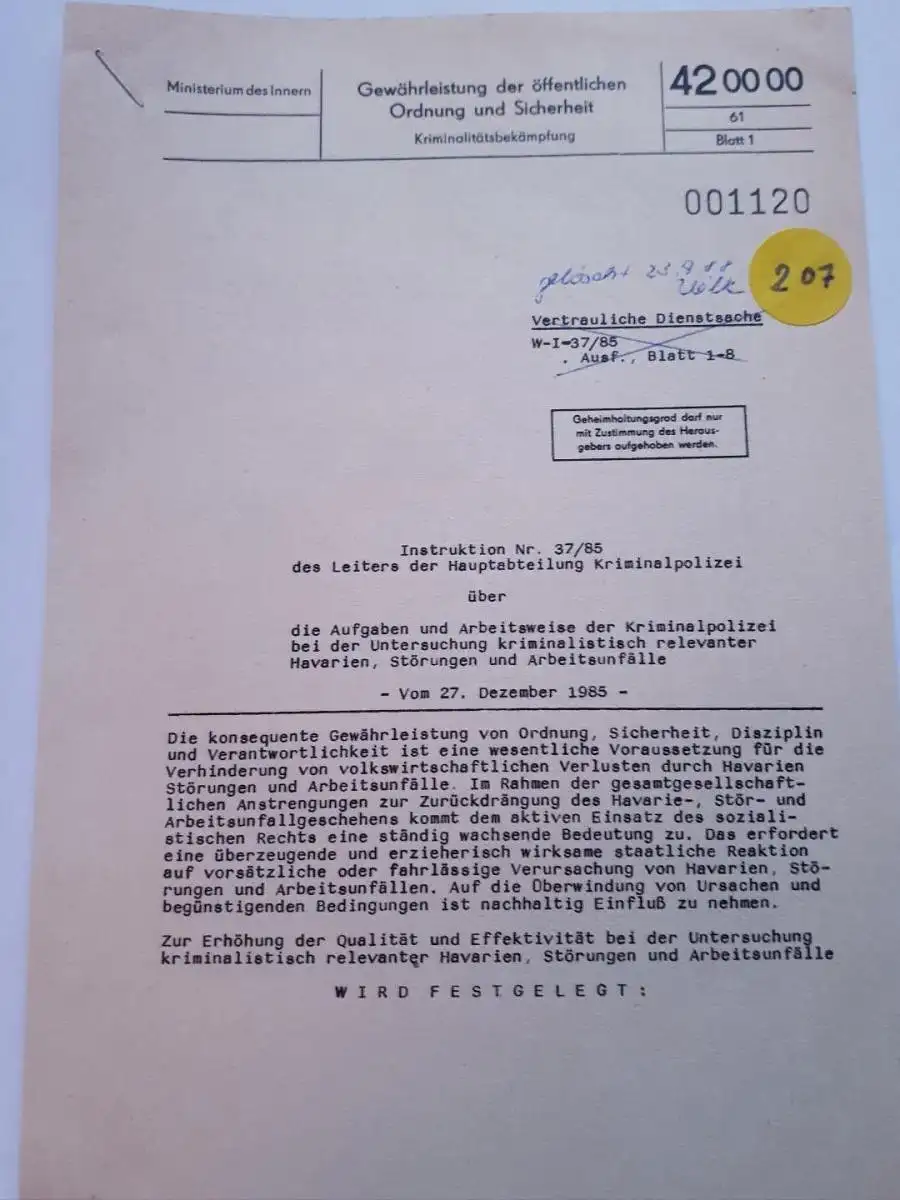 Ministerium des Innern
Gewährleistung der öffentlichen
Ordnung und Sicherheit
Kriminalitätsbekämpfung
42 00 00
61
Blatt 1
001120
gelöscht 23.9.88
207
Vertrauliche Dienstsache
W-I-37/85
. Ausf., Blatt 1-8
Geheimhaltungsgrad darf nur
mit Zustimmung des Heraus-
gebers aufgehoben werden.
Instruktion Nr. 37/85
des Leiters der Hauptabteilung Kriminalpolizei
über
die Aufgaben und Arbeitsweise der Kriminalpolizei
bei der Untersuchung kriminalistisch relevanter
Havarien, Störungen und Arbeitsunfälle
- Vom 27. Dezember 1985 -
Die konsequente Gewährleistung von Ordnung, Sicherheit, Disziplin
und Verantwortlichkeit ist eine wesentliche Voraussetzung für die
Verhinderung von volkswirtschaftlichen Verlusten durch Havarien
Störungen und Arbeitsunfälle. Im Rahmen der gesamtgesellschaft-
lichen Anstrengungen zur Zurückdrängung des Havarie-, Stör- und
Arbeitsunfallgeschehens kommt dem aktiven Einsatz des soziali-
stischen Rechts eine ständig wachsende Bedeutung zu. Das erfordert
eine überzeugende und erzieherisch wirksame staatliche Reaktion
auf vorsätzliche oder fahrlässige Verursachung von Havarien, Stö-
rungen und Arbeitsunfällen. Auf die Überwindung von Ursachen und
begünstigenden Bedingungen ist nachhaltig Einfluß zu nehmen.
Zur Erhöhung der Qualität und Effektivität bei der Untersuchung
kriminalistisch relevanter Havarien, Störungen und Arbeitsunfälle
W I R D F E S T G E L E G T :